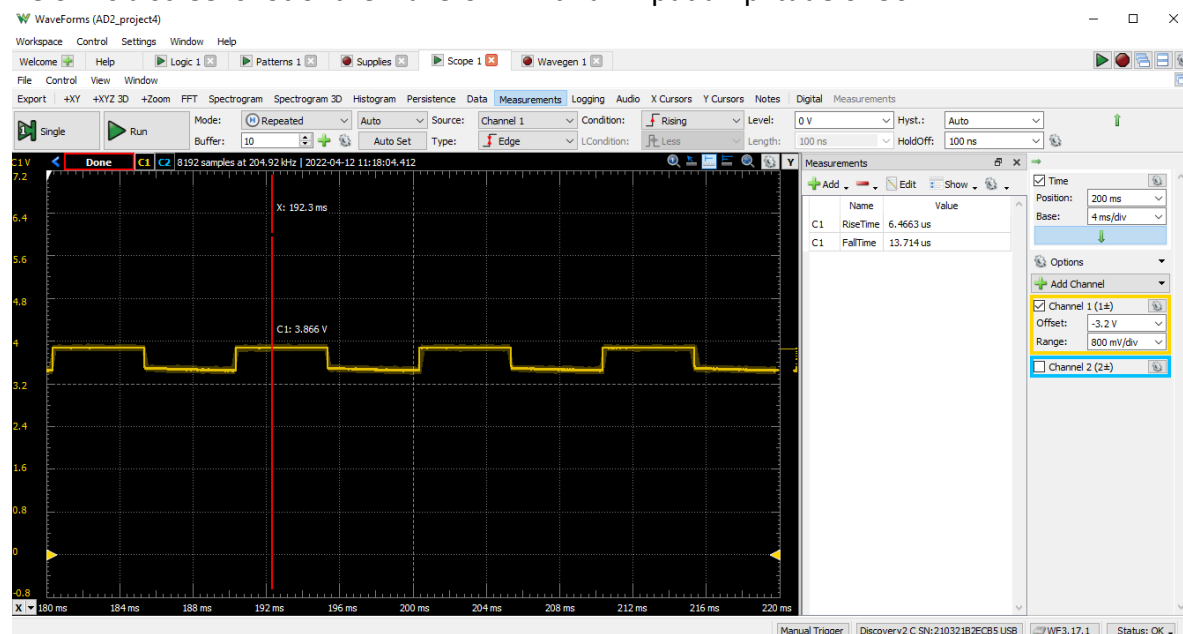 WaveForms (AD2_project4)
Workspace Control Settings Window Help
Welcome Help Logic 1 Patterns 1 Supplies Scope 1 Wavegen 1
File Control View Window
Export +XY +XYZ 3D +Zoom FFT Spectrogram Spectrogram 3D Histogram Persistence Data Measurements Logging Audio X Cursors Y Cursors Notes Digital Measurements
Single Run Mode: Repeated Auto Source: Channel 1 Condition: Rising Level: 0 V Hyst.: Auto
Buffer: 10 Auto Set Type: Edge LCondition: Less Length: 100 ns HoldOff: 100 ns
C1 V Done C1 C2 8192 samples at 204.92 kHz | 2022-04-12 11:18:04.412 Y
7.2
6.4
5.6
4.8
4
3.2
2.4
1.6
0.8
0
-0.8
X: 192.3 ms
C1: 3.866 V
X 180 ms 184 ms 188 ms 192 ms 196 ms 200 ms 204 ms 208 ms 212 ms 216 ms 220 ms
Measurements
Add Edit Show
Name Value
C1 RiseTime 6.4663 us
C1 FallTime 13.714 us
Time
Position: 200 ms
Base: 4 ms/div
Options
Add Channel
Channel 1 (1±)
Offset: -3.2 V
Range: 800 mV/div
Channel 2 (2±)
Manual Trigger Discovery2 C SN:210321B2ECB5 USB WF3.17.1 Status: OK